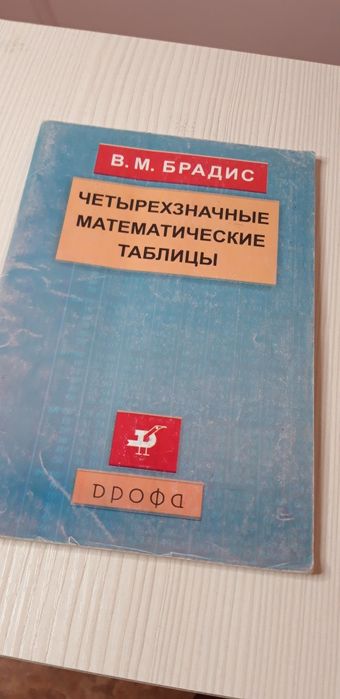 В. М. БРАДИС
ЧЕТЫРЕХЗНАЧНЫЕ
МАТЕМАТИЧЕСКИЕ
ТАБЛИЦЫ
дрофа